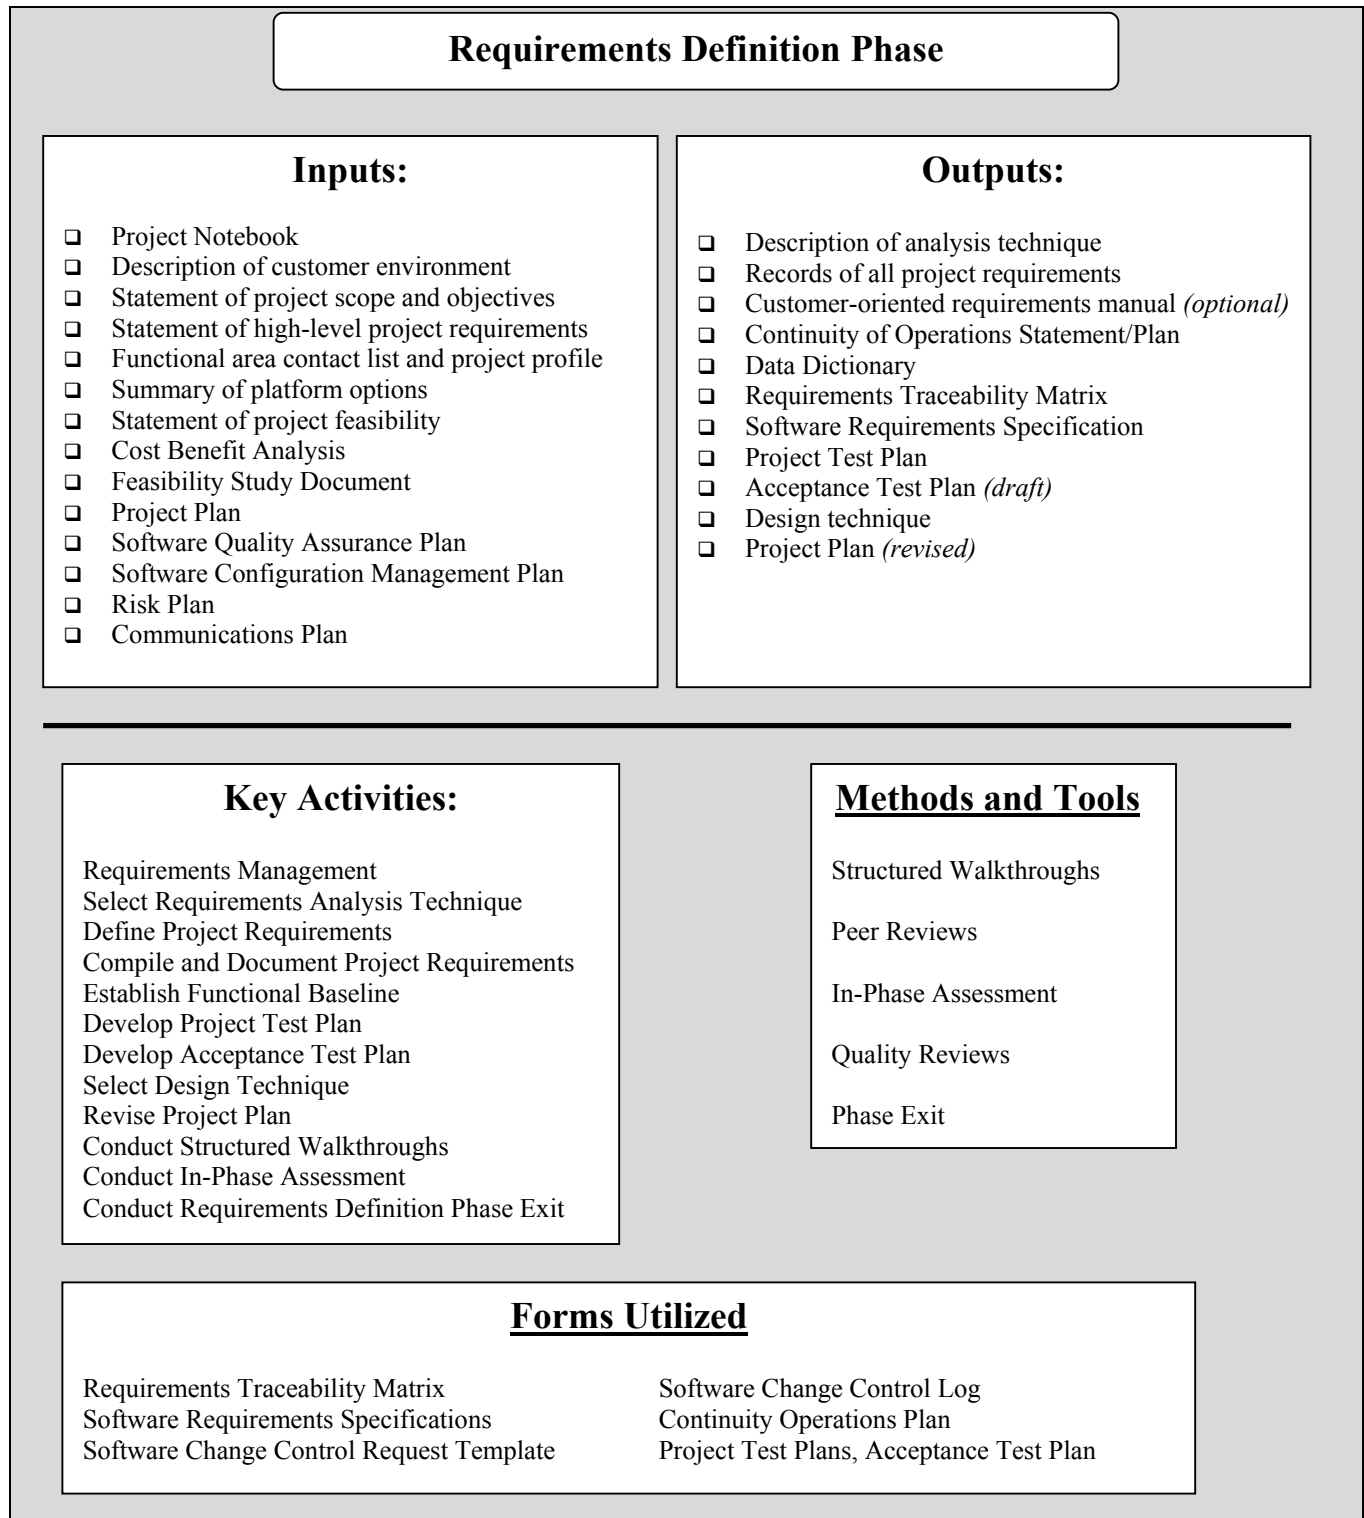 Requirements Definition Phase
Inputs:
❑ Project Notebook
❑ Description of customer environment
❑ Statement of project scope and objectives
❑ Statement of high-level project requirements
❑ Functional area contact list and project profile
❑ Summary of platform options
❑ Statement of project feasibility
❑ Cost Benefit Analysis
❑ Feasibility Study Document
❑ Project Plan
❑ Software Quality Assurance Plan
❑ Software Configuration Management Plan
❑ Risk Plan
❑ Communications Plan
Outputs:
❑ Description of analysis technique
❑ Records of all project requirements
❑ Customer-oriented requirements manual (optional)
❑ Continuity of Operations Statement/Plan
❑ Data Dictionary
❑ Requirements Traceability Matrix
❑ Software Requirements Specification
❑ Project Test Plan
❑ Acceptance Test Plan (draft)
❑ Design technique
❑ Project Plan (revised)
Key Activities:
Requirements Management
Select Requirements Analysis Technique
Define Project Requirements
Compile and Document Project Requirements
Establish Functional Baseline
Develop Project Test Plan
Develop Acceptance Test Plan
Select Design Technique
Revise Project Plan
Conduct Structured Walkthroughs
Conduct In-Phase Assessment
Conduct Requirements Definition Phase Exit
Methods and Tools
Structured Walkthroughs
Peer Reviews
In-Phase Assessment
Quality Reviews
Phase Exit
Forms Utilized
Requirements Traceability Matrix
Software Requirements Specifications
Software Change Control Request Template
Software Change Control Log
Continuity Operations Plan
Project Test Plans, Acceptance Test Plan